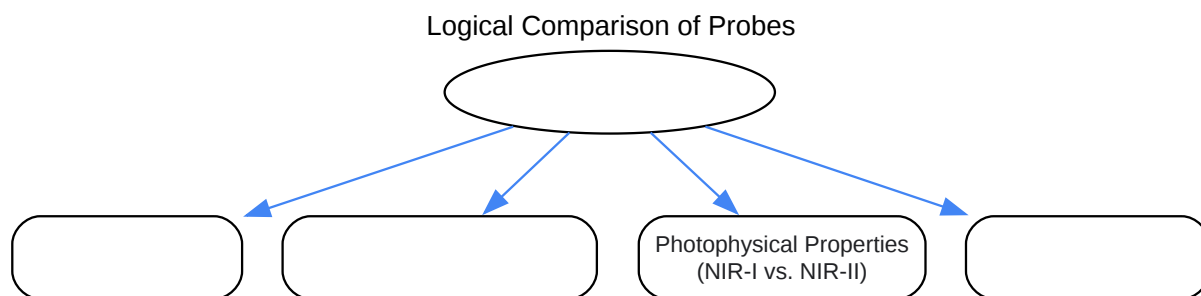 Logical Comparison of Probes
Photophysical Properties
(NIR-I vs. NIR-II)